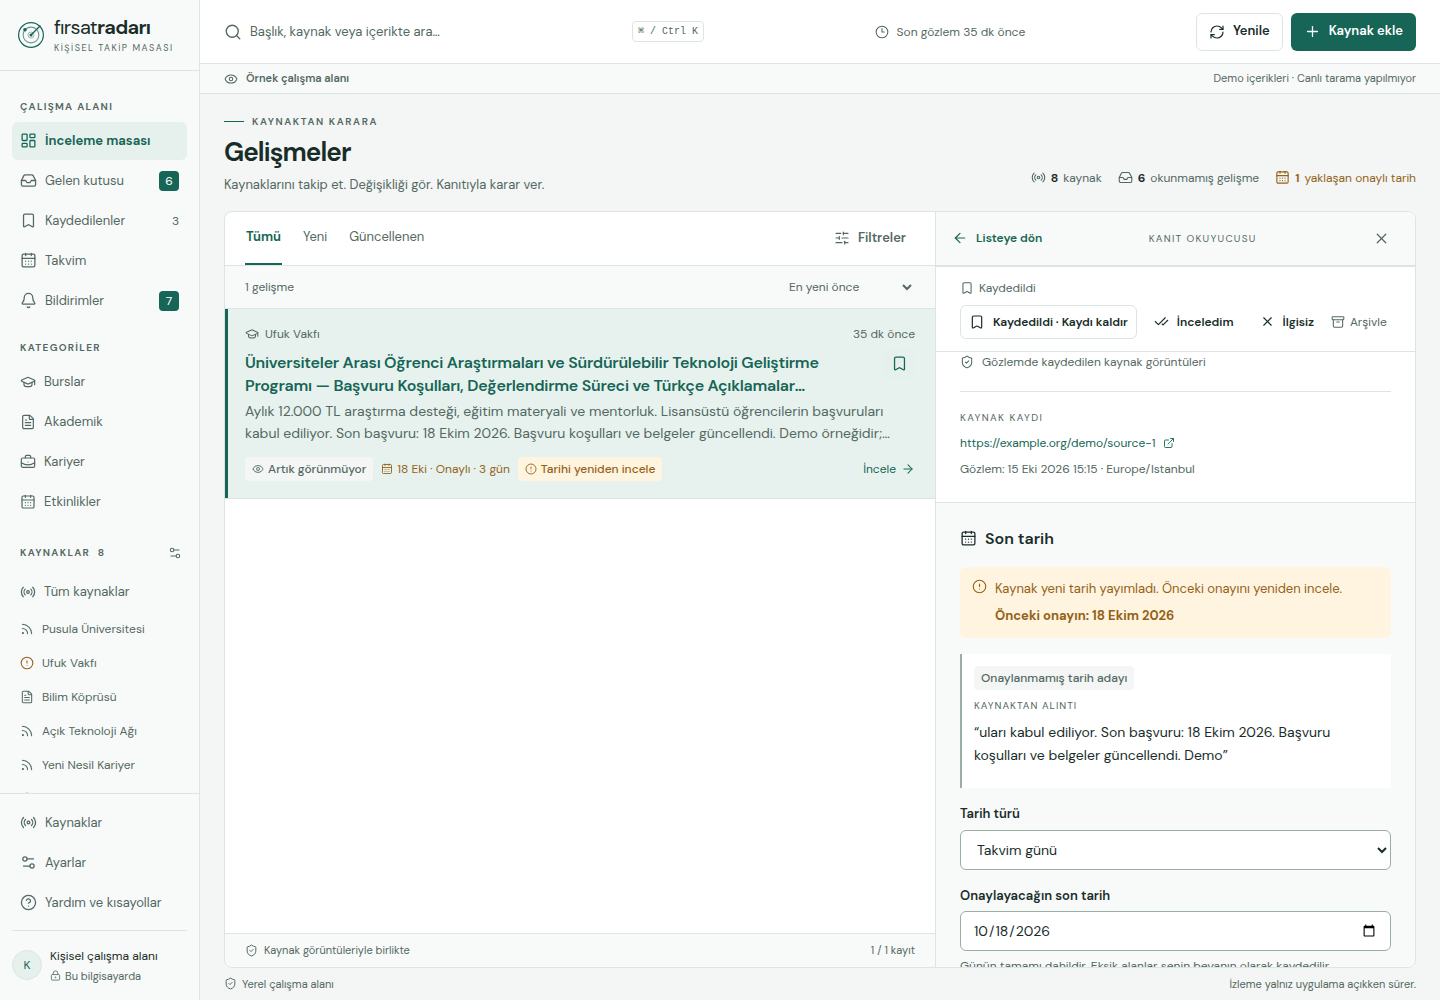 fırsatradarı
KİŞİSEL TAKİP MASASI
ÇALIŞMA ALANI
İnceleme masası
Gelen kutusu 6
Kaydedilenler 3
Takvim
Bildirimler 7
KATEGORİLER
Burslar
Akademik
Kariyer
Etkinlikler
KAYNAKLAR 8
Tüm kaynaklar
Pusula Üniversitesi
Ufuk Vakfı
Bilim Köprüsü
Açık Teknoloji Ağı
Yeni Nesil Kariyer
Kaynaklar
Ayarlar
Yardım ve kısayollar
K
Kişisel çalışma alanı
Bu bilgisayarda
Başlık, kaynak veya içerikte ara...
⌘ / Ctrl K
Son gözlem 35 dk önce
Yenile
Kaynak ekle
Örnek çalışma alanı
Demo içerikleri · Canlı tarama yapılmıyor
KAYNAKTAN KARARA
Gelişmeler
Kaynaklarını takip et. Değişikliği gör. Kanıtıyla karar ver.
8 kaynak 6 okunmamış gelişme 1 yaklaşan onaylı tarih
Tümü Yeni Güncellenen Filtreler
1 gelişme En yeni önce
Ufuk Vakfı 35 dk önce
Üniversiteler Arası Öğrenci Araştırmaları ve Sürdürülebilir Teknoloji Geliştirme
Programı — Başvuru Koşulları, Değerlendirme Süreci ve Türkçe Açıklamalar...
Aylık 12.000 TL araştırma desteği, eğitim materyali ve mentorluk. Lisansüstü öğrencilerin başvuruları
kabul ediliyor. Son başvuru: 18 Ekim 2026. Başvuru koşulları ve belgeler güncellendi. Demo örneğidir;...
Artık görünmüyor 18 Eki · Onaylı · 3 gün Tarihi yeniden incele İncele
Kaynak görüntüleriyle birlikte 1 / 1 kayıt
Listeye dön KANIT OKUYUCUSU
Kaydedildi
Kaydedildi · Kaydı kaldır İnceledim İlgisiz Arşivle
Gözlemde kaydedilen kaynak görüntüleri
KAYNAK KAYDI
https://example.org/demo/source-1
Gözlem: 15 Eki 2026 15:15 · Europe/Istanbul
Son tarih
Kaynak yeni tarih yayımladı. Önceki onayını yeniden incele.
Önceki onayın: 18 Ekim 2026
Onaylanmamış tarih adayı
KAYNAKTAN ALINTI
“uları kabul ediliyor. Son başvuru: 18 Ekim 2026. Başvuru
koşulları ve belgeler güncellendi. Demo”
Tarih türü
Takvim günü
Onaylayacağın son tarih
10/18/2026
Günün tamamı dahildir. Eksik alanlar senin beyanın olarak kaydedilir.
Yerel çalışma alanı
İzleme yalnız uygulama açıkken sürer.